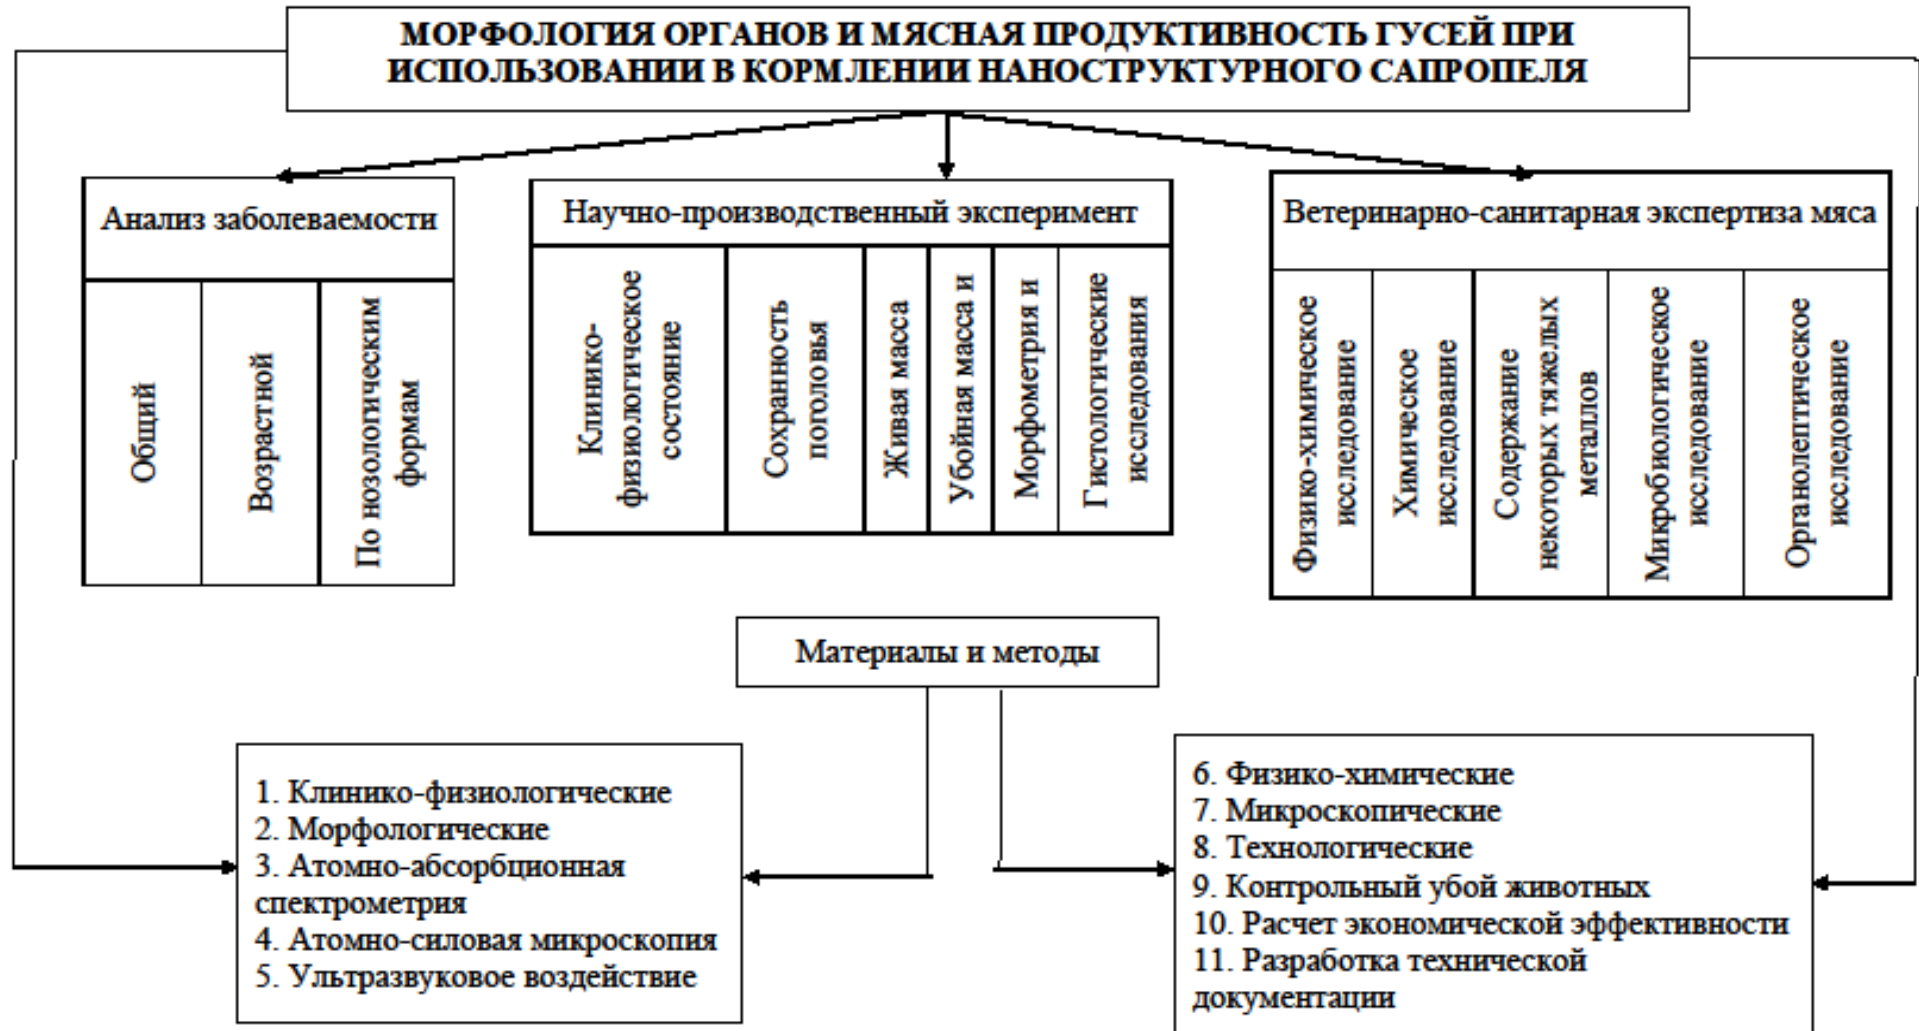 МОРФОЛОГИЯ ОРГАНОВ И МЯСНАЯ ПРОДУКТИВНОСТЬ ГУСЕЙ ПРИ
ИСПОЛЬЗОВАНИИ В КОРМЛЕНИИ НАНОСТРУКТУРНОГО САПРОПЕЛЯ
Анализ заболеваемости
Общий
Возрастной
По нозологическим
формам
Научно-производственный эксперимент
Клинико-
физиологическое
состояние
Сохранность
поголовья
Живая масса
Убойная масса и
Морфометрия и
Гистологические
исследования
Ветеринарно-санитарная экспертиза мяса
Физико-химическое
исследование
Химическое
исследование
Содержание
некоторых тяжелых
металлов
Микробиологическое
исследование
Органолептическое
исследование
Материалы и методы
1. Клинико-физиологические
2. Морфологические
3. Атомно-абсорбционная
спектрометрия
4. Атомно-силовая микроскопия
5. Ультразвуковое воздействие
6. Физико-химические
7. Микроскопические
8. Технологические
9. Контрольный убой животных
10. Расчет экономической эффективности
11. Разработка технической
документации